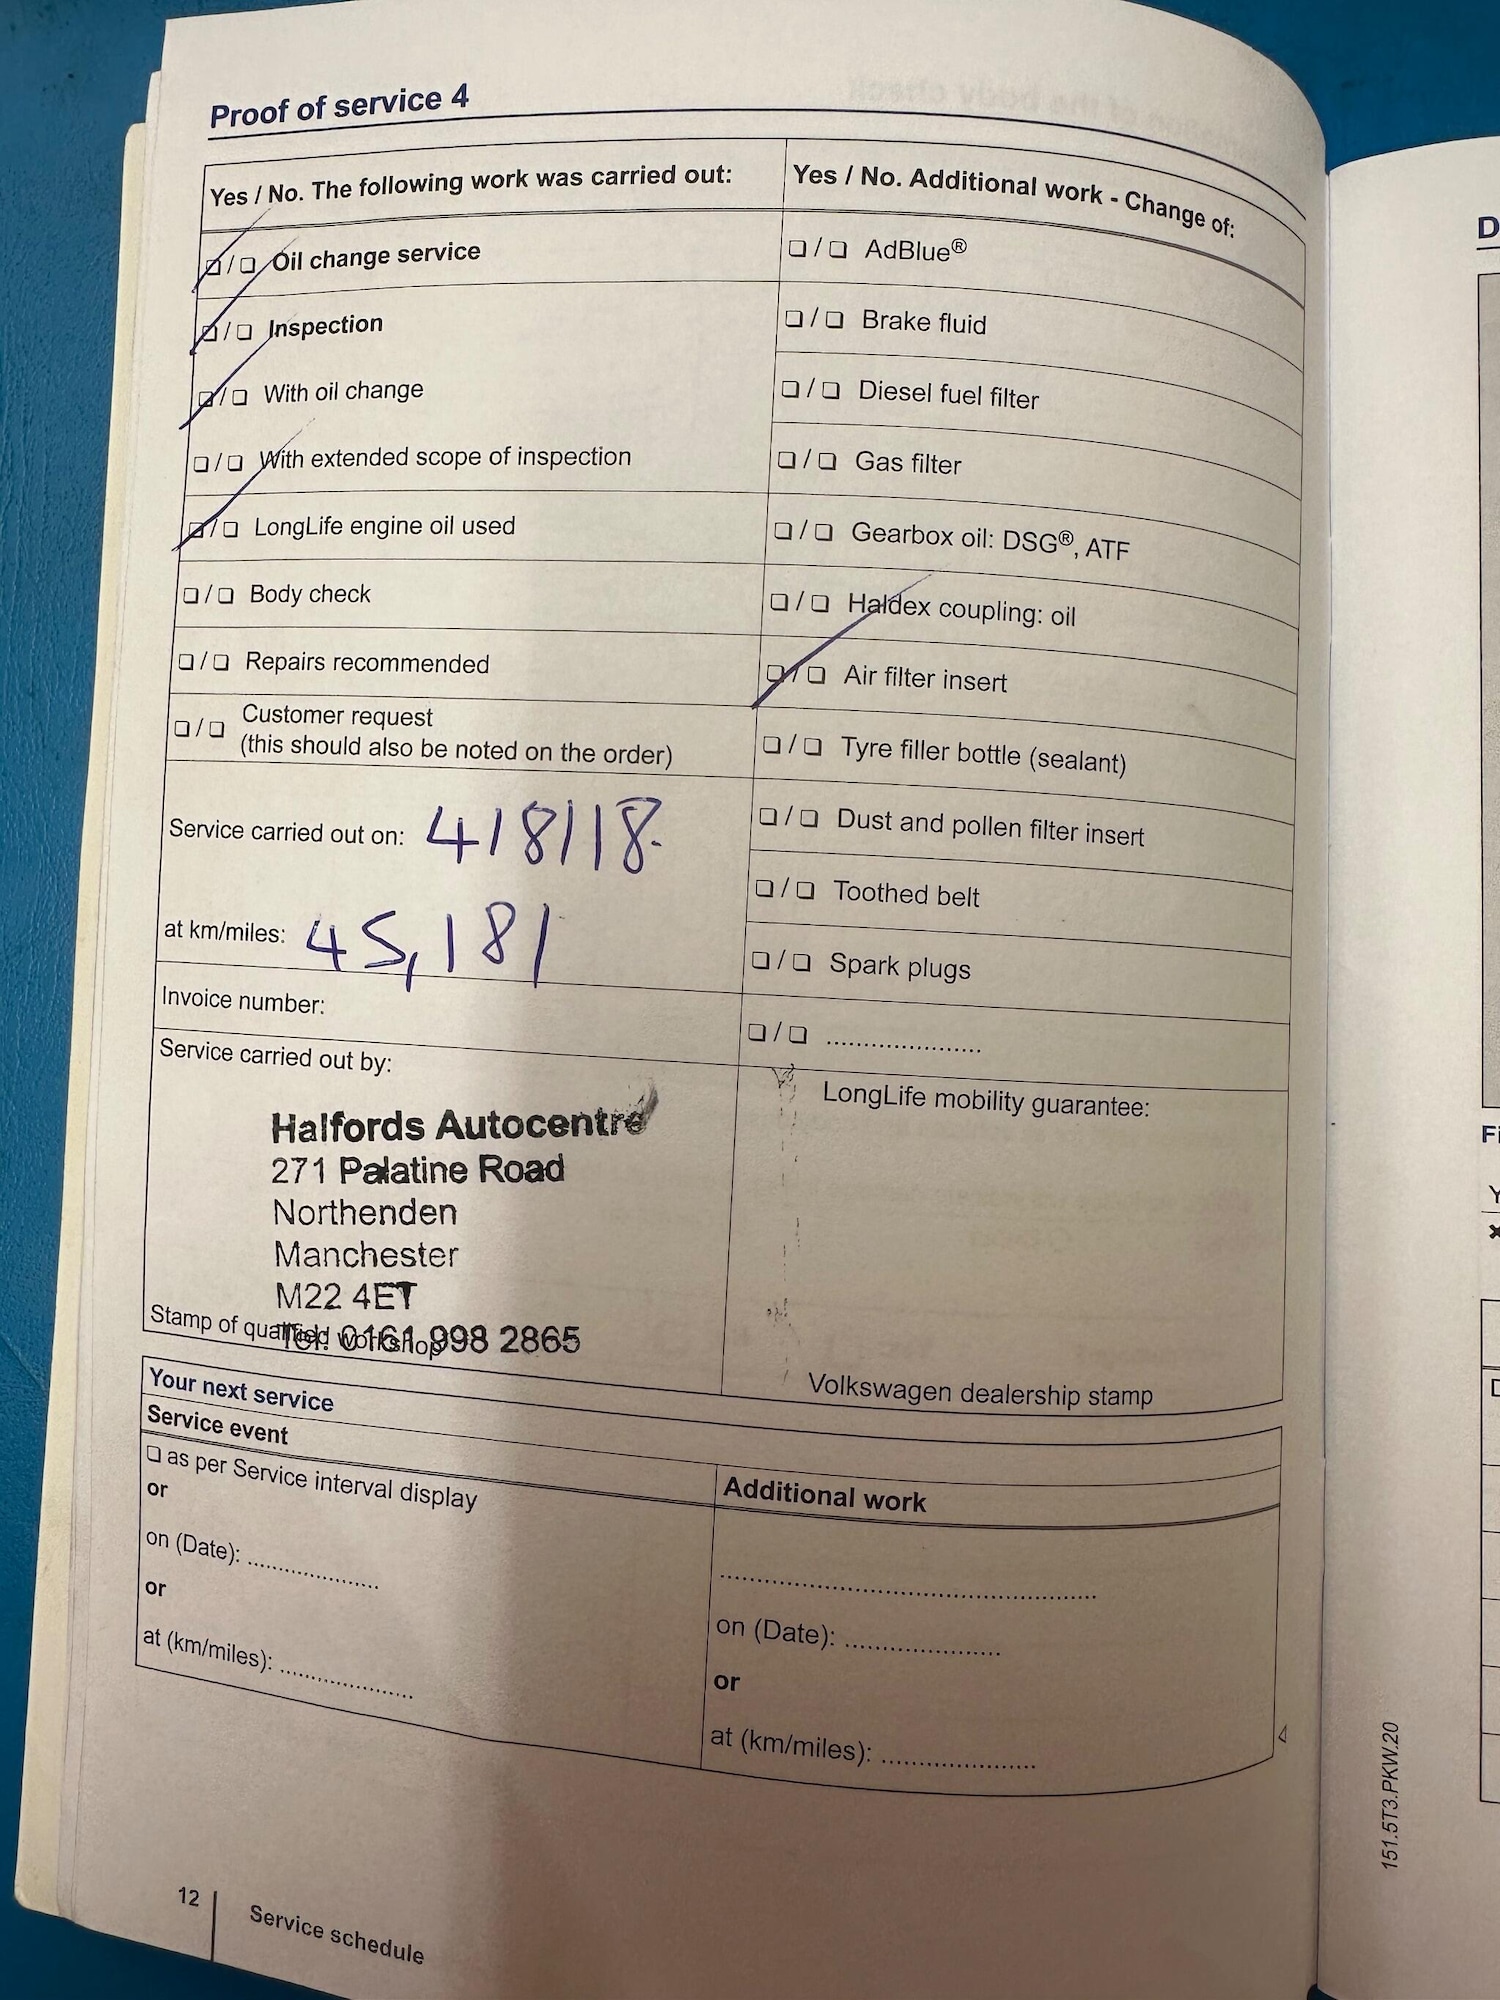 Proof of service 4
Yes / No. The following work was carried out:
❏ / ❏ Oil change service
❏ / ❏ Inspection
❏ / ❏ With oil change
❏ / ❏ With extended scope of inspection
❏ / ❏ LongLife engine oil used
❏ / ❏ Body check
❏ / ❏ Repairs recommended
❏ / ❏ Customer request
(this should also be noted on the order)
Service carried out on: 4/8/18.
at km/miles: 45,181
Invoice number:
Service carried out by:
Halfords Autocentre
271 Palatine Road
Northenden
Manchester
M22 4ET
Tel: 0161 998 2865
Stamp of qualified workshop
Yes / No. Additional work - Change of:
❏ / ❏ AdBlue®
❏ / ❏ Brake fluid
❏ / ❏ Diesel fuel filter
❏ / ❏ Gas filter
❏ / ❏ Gearbox oil: DSG®, ATF
❏ / ❏ Haldex coupling: oil
❏ / ❏ Air filter insert
❏ / ❏ Tyre filler bottle (sealant)
❏ / ❏ Dust and pollen filter insert
❏ / ❏ Toothed belt
❏ / ❏ Spark plugs
❏ / ❏ ......................
LongLife mobility guarantee:
Volkswagen dealership stamp
Your next service
Service event
❏ as per Service interval display
or
on (Date): ...................
or
at (km/miles): ...................
Additional work
.....................................................
on (Date): ......................
or
at (km/miles): ......................
12
Service schedule
151.5T3.PKW.20